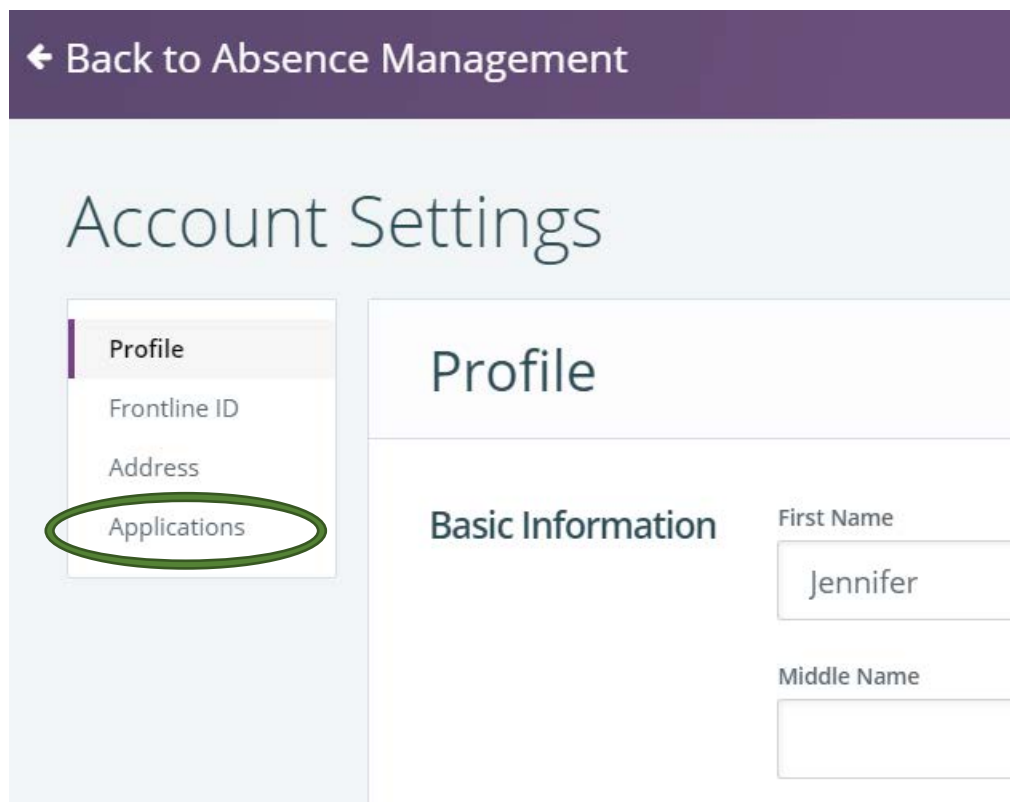 Back to Absence Management
Account Settings
Profile
Frontline ID
Address
Applications
Profile
Basic Information
First Name
Jennifer
Middle Name